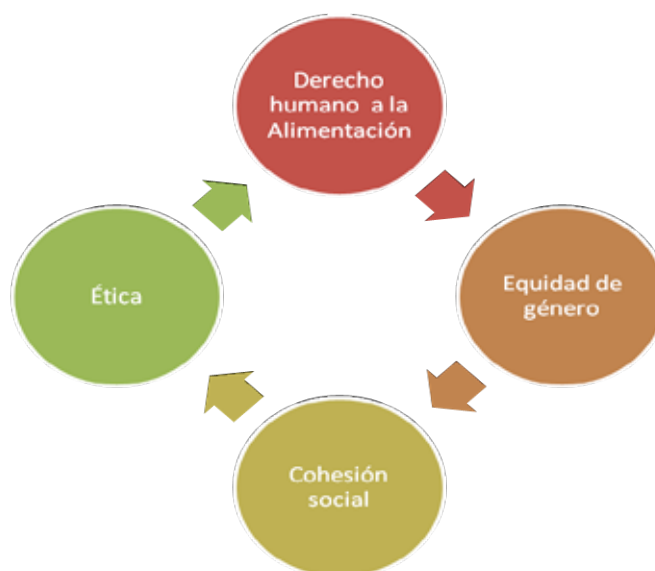 Derecho
humano a la
Alimentación
Equidad de
género
Cohesión
social
Ética